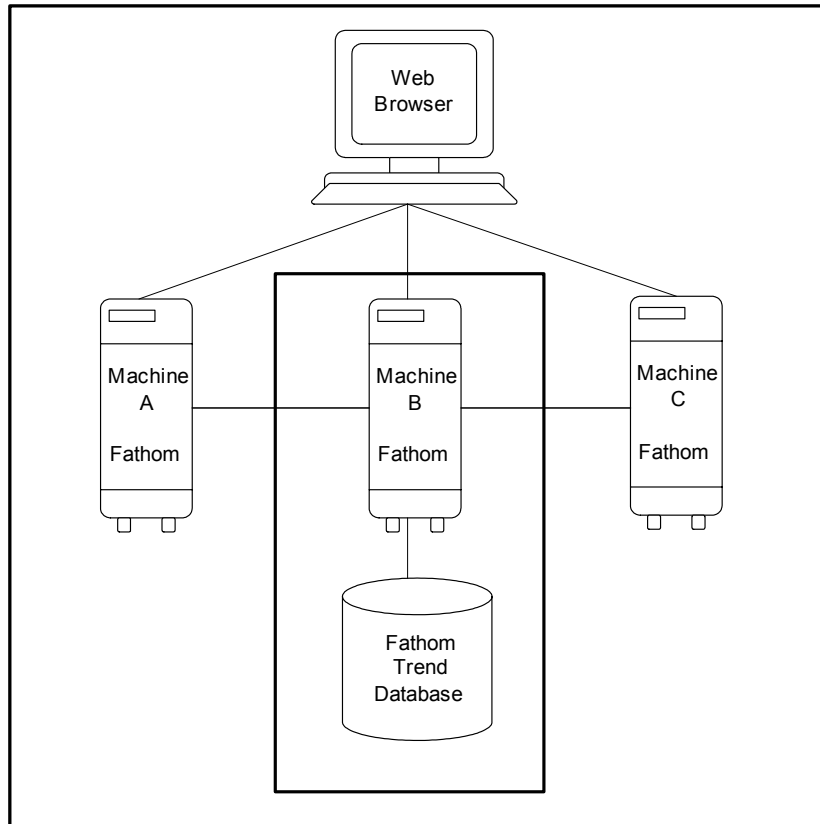 Web
Browser
Machine
A
Fathom
Machine
B
Fathom
Machine
C
Fathom
Fathom
Trend
Database